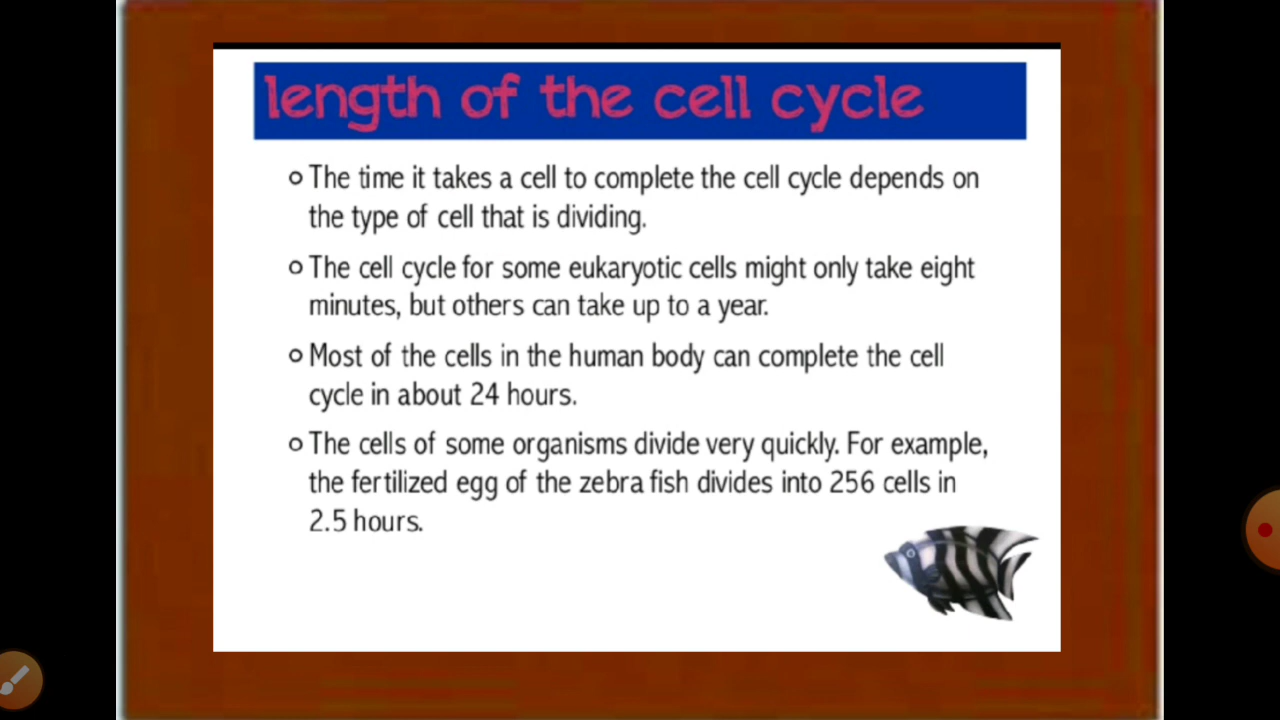 length of the cell cycle
The time it takes a cell to complete the cell cycle depends on
the type of cell that is dividing.
The cell cycle for some eukaryotic cells might only take eight
minutes, but others can take up to a year.
Most of the cells in the human body can complete the cell
cycle in about 24 hours.
The cells of some organisms divide very quickly. For example,
the fertilized egg of the zebra fish divides into 256 cells in
2.5 hours.